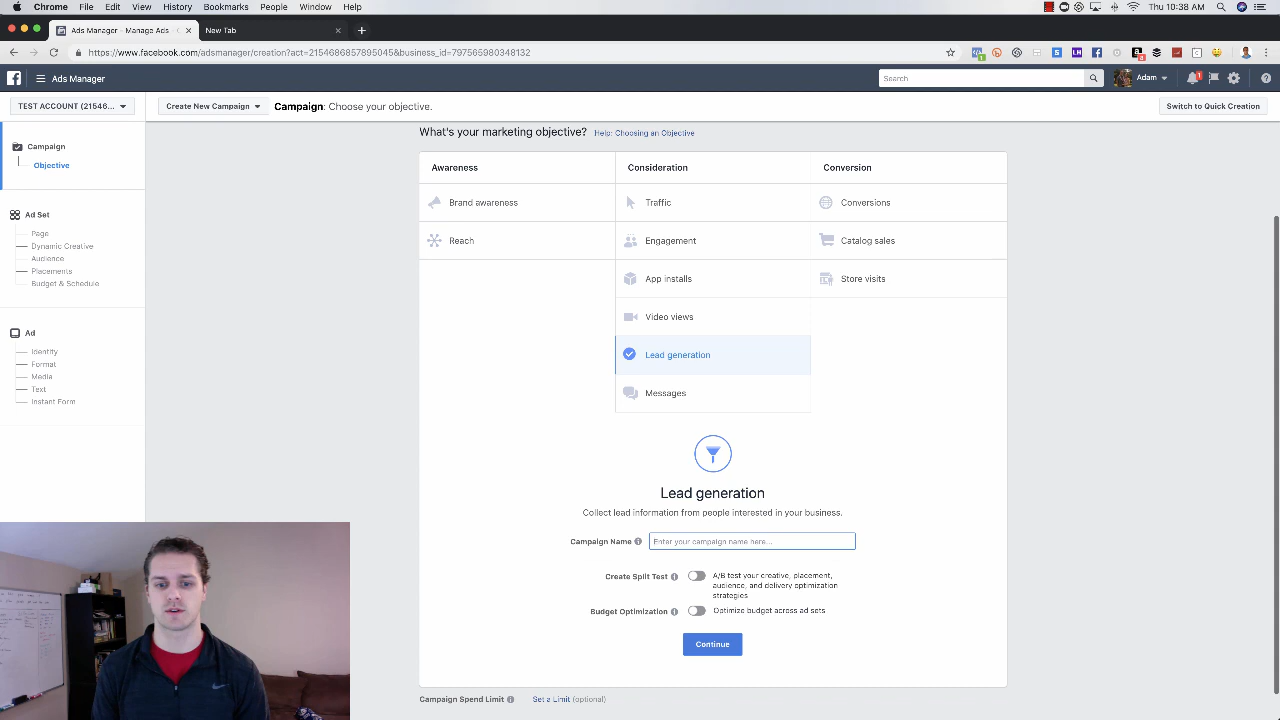 Chrome File Edit View History Bookmarks People Window Help Thu 10:38 AM
Ads Manager - Manage Ads - New Tab
https://www.facebook.com/adsmanager/creation?act=2154686857895045&business_id=797565980348132
Ads Manager Search Adam 1
TEST ACCOUNT (21546... Create New Campaign Campaign: Choose your objective. Switch to Quick Creation
Campaign
Objective
Ad Set
Page
Dynamic Creative
Audience
Placements
Budget & Schedule
Ad
Identity
Format
Media
Text
Instant Form
What's your marketing objective? Help: Choosing an Objective
Awareness Consideration Conversion
Brand awareness Traffic Conversions
Reach Engagement Catalog sales
App installs Store visits
Video views
Lead generation
Messages
Lead generation
Collect lead information from people interested in your business.
Campaign Name Enter your campaign name here...
Create Split Test A/B test your creative, placement,
audience, and delivery optimization
strategies
Budget Optimization Optimize budget across ad sets
Continue
Campaign Spend Limit Set a Limit (optional)